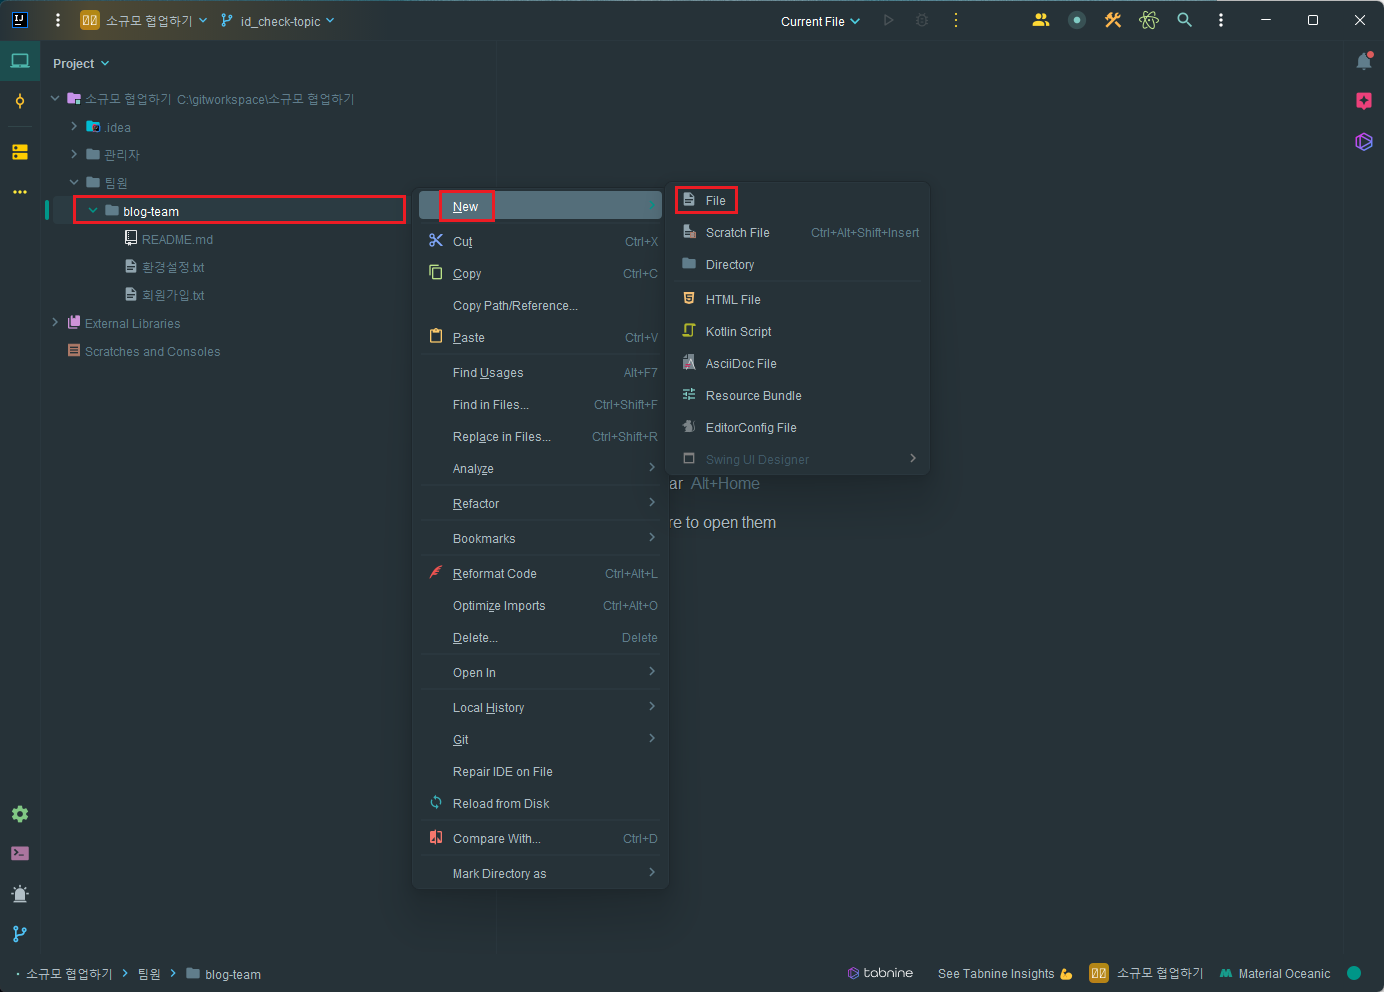 IJ
소규모 협업하기
id_check-topic
Current File
Project
소규모 협업하기 C:\gitworkspace\소규모 협업하기
.idea
관리자
팀원
blog-team
README.md
환경설정.txt
회원가입.txt
External Libraries
Scratches and Consoles
New
Cut Ctrl+X
Copy Ctrl+C
Copy Path/Reference...
Paste Ctrl+V
Find Usages Alt+F7
Find in Files... Ctrl+Shift+F
Replace in Files... Ctrl+Shift+R
Analyze
Refactor
Bookmarks
Reformat Code Ctrl+Alt+L
Optimize Imports Ctrl+Alt+O
Delete... Delete
Open In
Local History
Git
Repair IDE on File
Reload from Disk
Compare With... Ctrl+D
Mark Directory as
File
Scratch File Ctrl+Alt+Shift+Insert
Directory
HTML File
Kotlin Script
AsciiDoc File
Resource Bundle
EditorConfig File
Swing UI Designer
ar Alt+Home
re to open them
소규모 협업하기 팀원 blog-team
tabnine
See Tabnine Insights 💪
소규모 협업하기
Material Oceanic